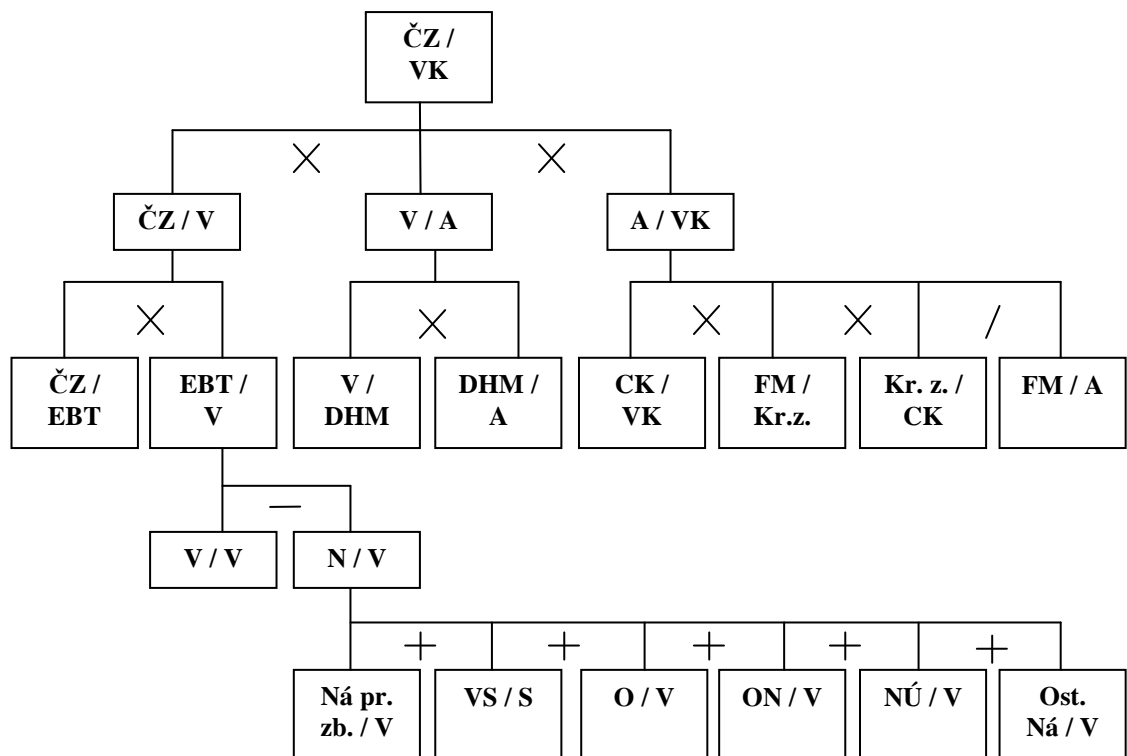 ČZ /
VK
ČZ / V
V / A
A / VK
ČZ /
EBT
EBT /
V
V /
DHM
DHM /
A
CK /
VK
FM /
Kr.z.
Kr. z. /
CK
FM / A
V / V
N / V
Ná pr.
zb. / V
VS / S
O / V
ON / V
NÚ / V
Ost.
Ná / V